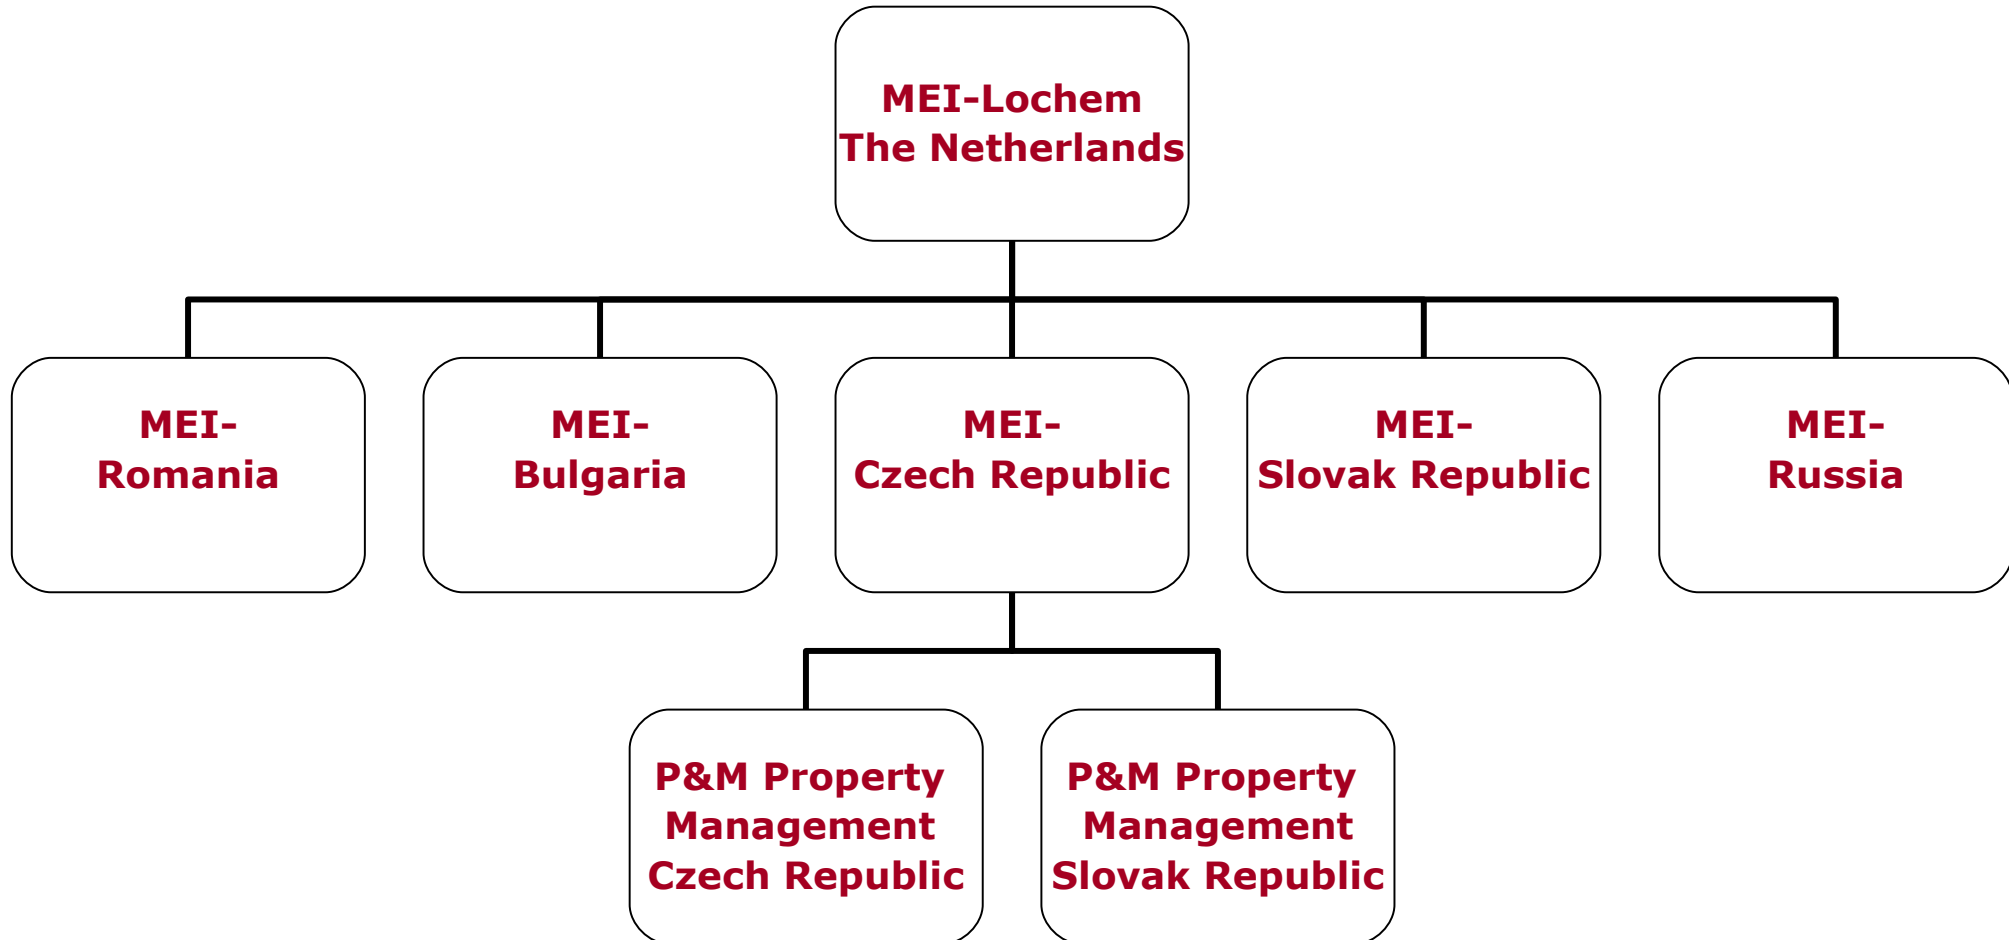 MEI-Lochem
The Netherlands
MEI-
Romania
MEI-
Bulgaria
MEI-
Czech Republic
MEI-
Slovak Republic
MEI-
Russia
P&M Property
Management
Czech Republic
P&M Property
Management
Slovak Republic